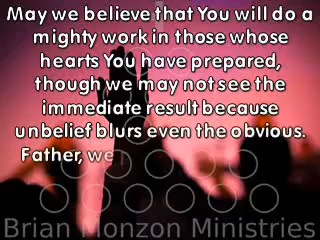 May we believe that You will do a
mighty work in those whose
hearts You have prepared,
though we may not see the
immediate result because
unbelief blurs even the obvious.
Father, we
Brian Monzon Ministries